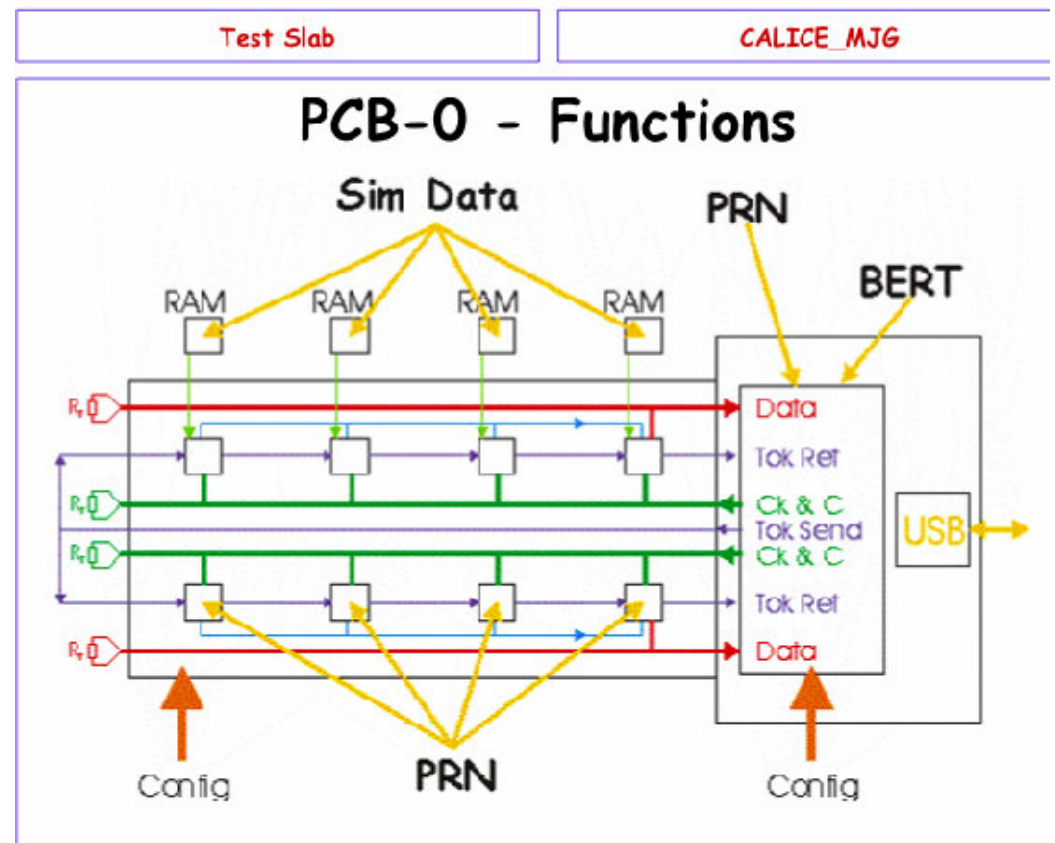 Test Slab
CALICE_MJG
PCB-0 - Functions
Sim Data
PRN
BERT
RAM RAM RAM RAM
Data
Tok Ret
Ck & C
Tok Send
Ck & C
Tok Ret
Data
USB
PRN
Config
Config